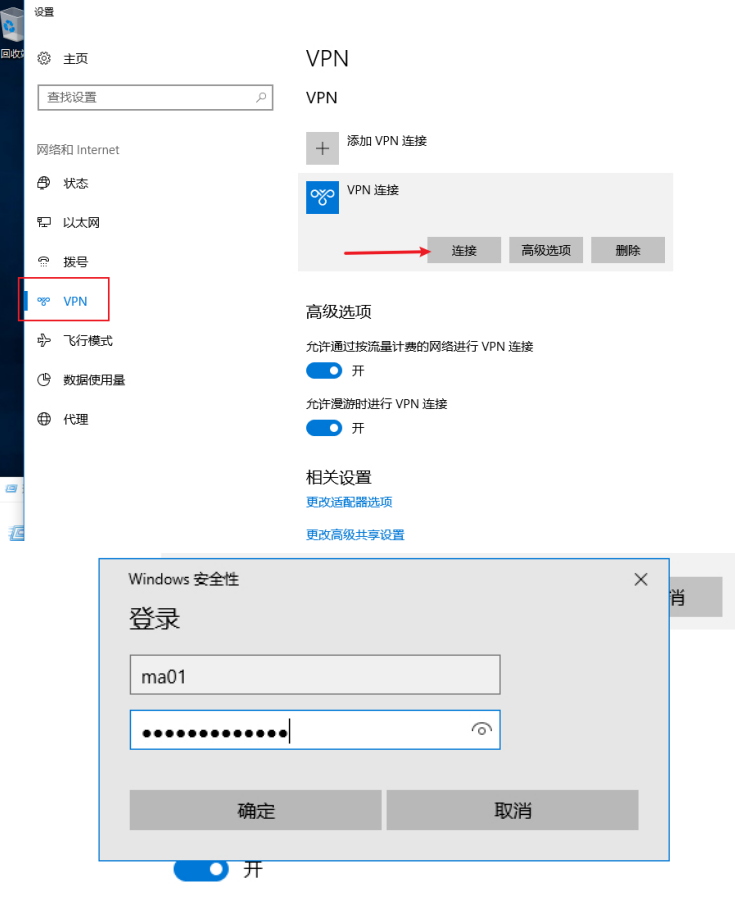 设置
回收
主页
查找设置
网络和 Internet
状态
以太网
拨号
VPN
飞行模式
数据使用量
代理
VPN
VPN
添加 VPN 连接
VPN 连接
连接
高级选项
删除
高级选项
允许通过按流量计费的网络进行 VPN 连接
开
允许漫游时进行 VPN 连接
开
相关设置
更改适配器选项
更改高级共享设置
Windows 安全性
登录
ma01
●●●●●●●●●●●●●
确定
取消
消
开